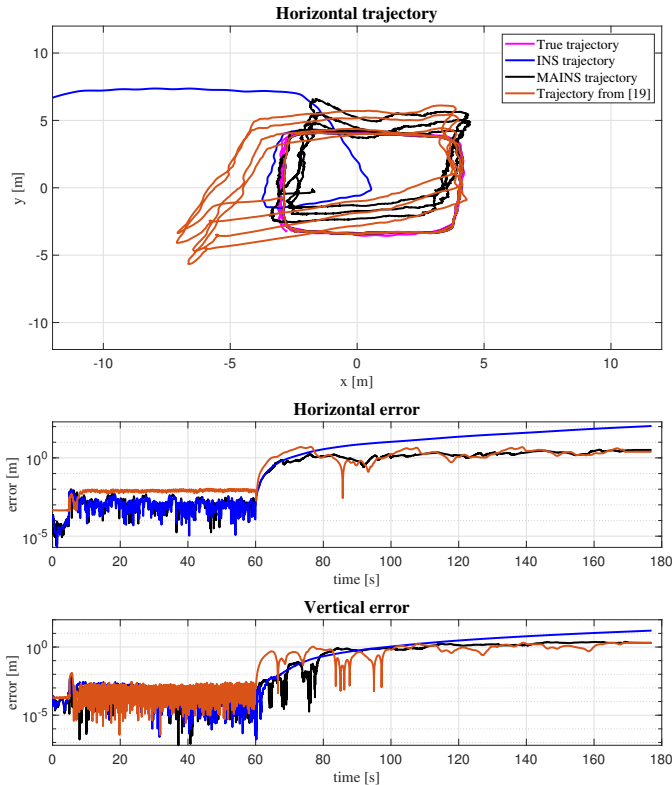 Horizontal trajectory
10
5
0
-5
-10
y [m]
True trajectory
INS trajectory
MAINS trajectory
Trajectory from [19]
-10 -5 0 5 10
x [m]
Horizontal error
10^0
10^-5
error [m]
0 20 40 60 80 100 120 140 160 180
time [s]
Vertical error
10^0
10^-5
error [m]
0 20 40 60 80 100 120 140 160 180
time [s]